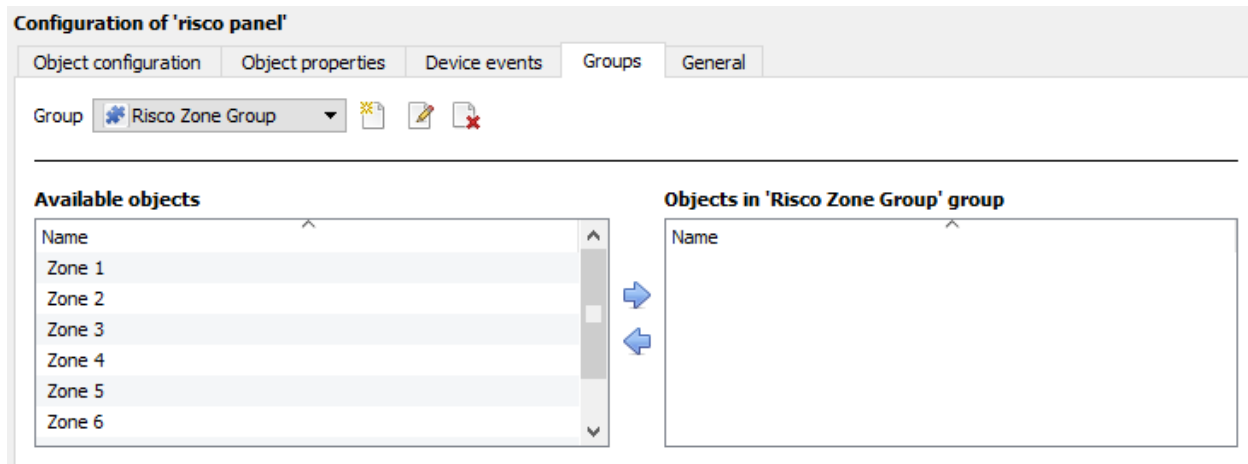 Configuration of 'risco panel'
Object configuration Object properties Device events Groups General
Group Risco Zone Group
Available objects Objects in 'Risco Zone Group' group
Name Name
Zone 1
Zone 2
Zone 3
Zone 4
Zone 5
Zone 6